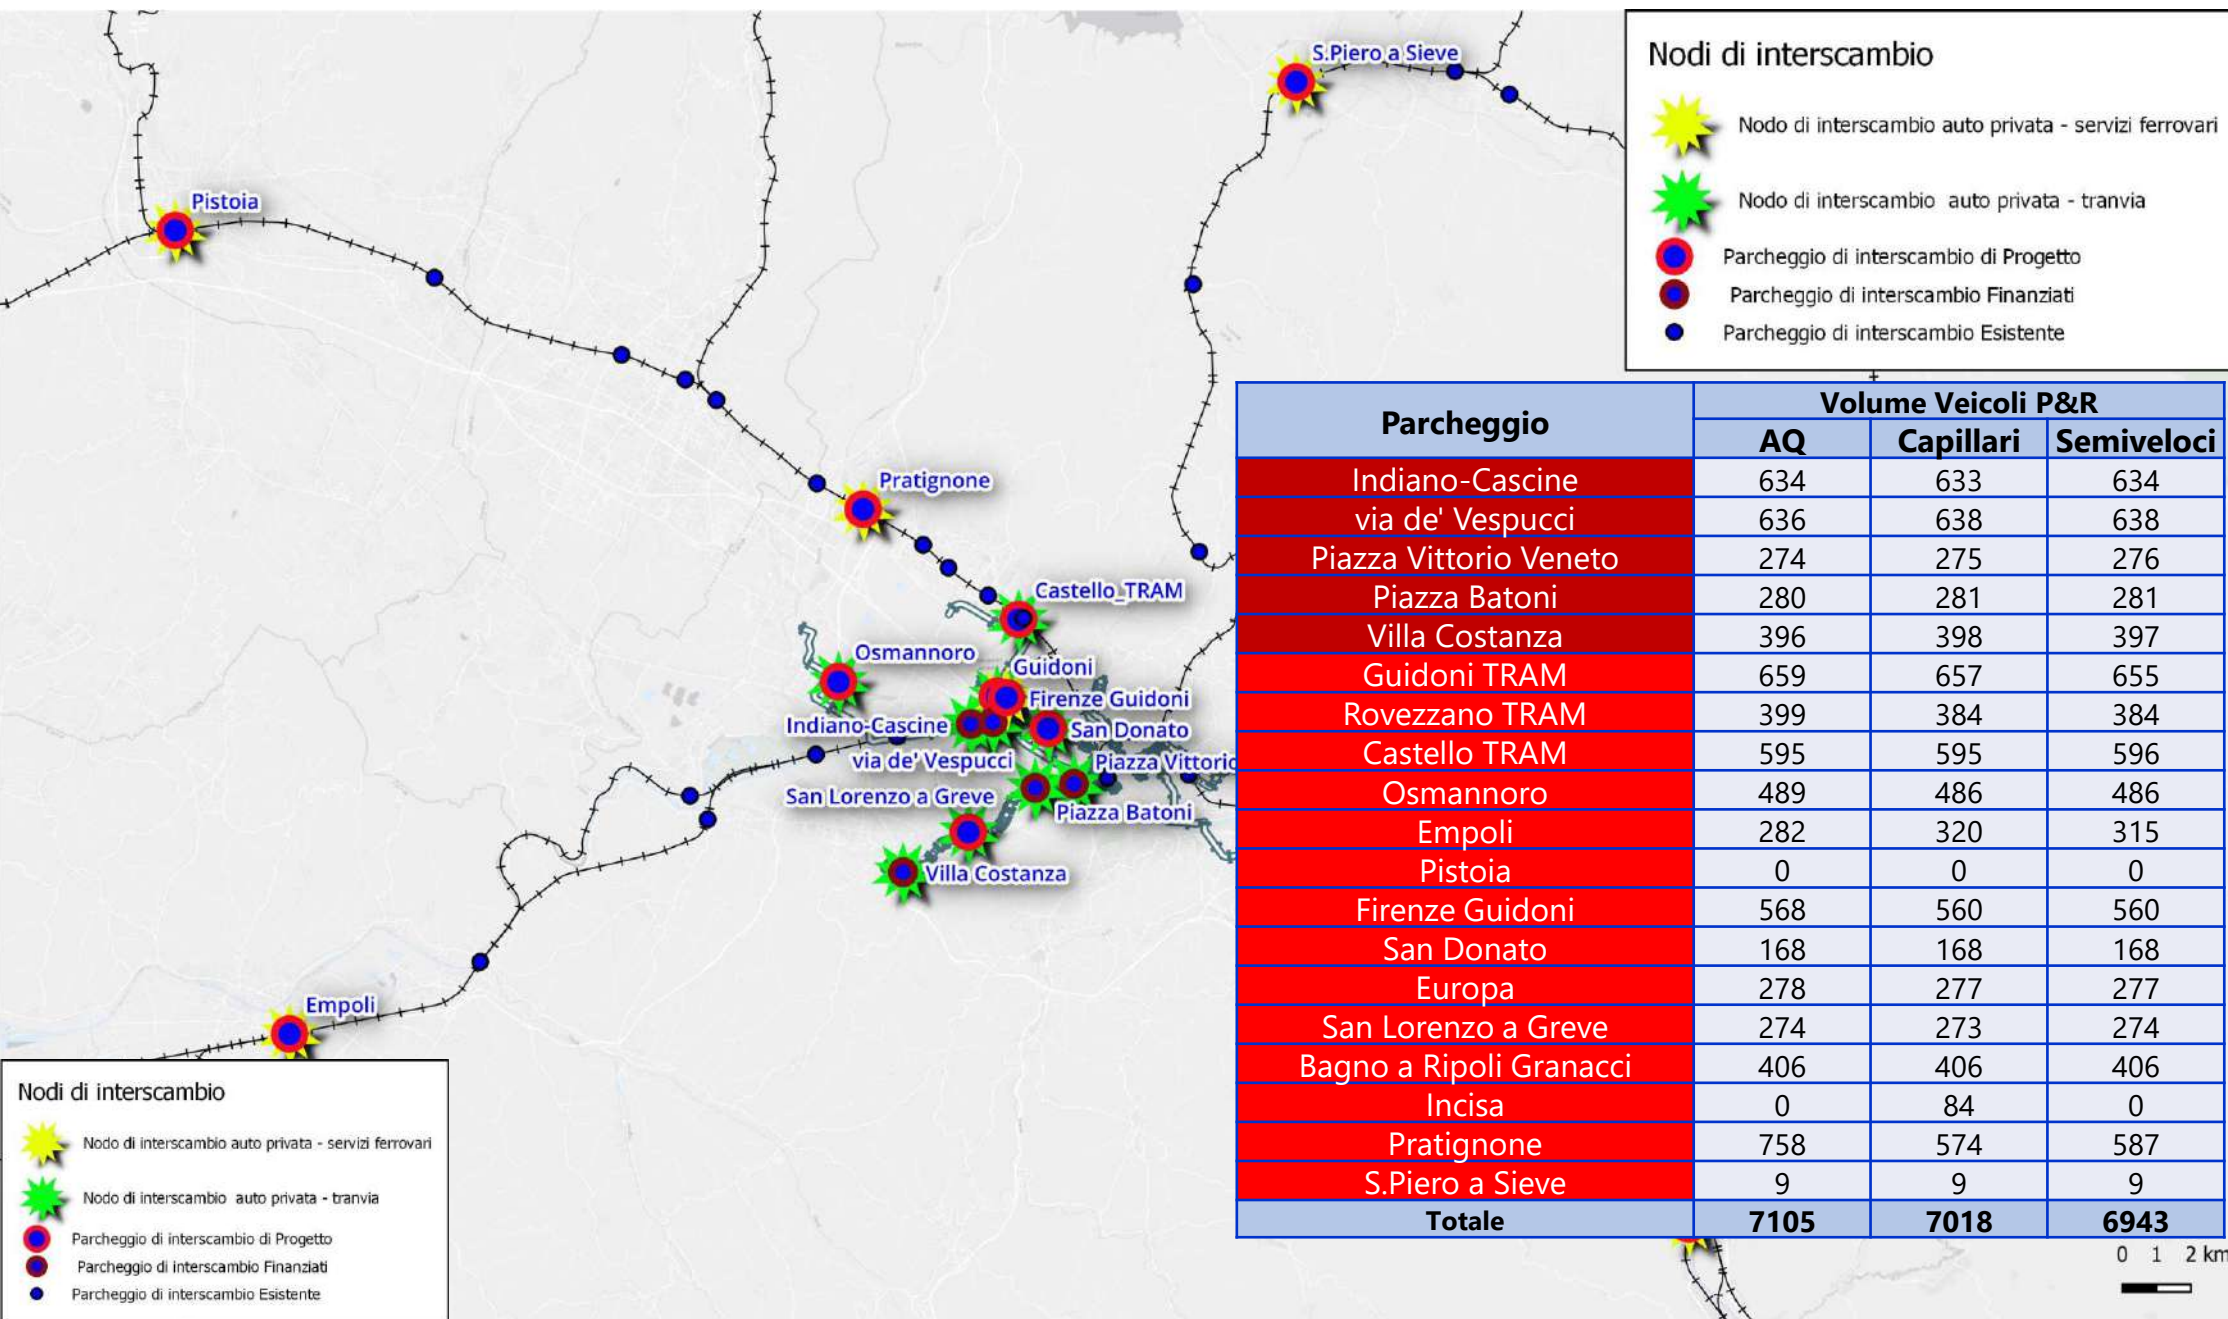 S.Piero a Sieve
Pistoia
Pratignone
Castello_TRAM
Osmannoro
Guidoni
Firenze Guidoni
Indiano-Cascine
San Donato
via de' Vespucci
Piazza Vittorio
San Lorenzo a Greve
Piazza Batoni
Villa Costanza
Empoli
Nodi di interscambio
Nodo di interscambio auto privata - servizi ferrovari
Nodo di interscambio auto privata - tranvia
Parcheggio di interscambio di Progetto
Parcheggio di interscambio Finanziati
Parcheggio di interscambio Esistente
Parcheggio Volume Veicoli P&R
AQ Capillari Semiveloci
Indiano-Cascine 634 633 634
via de' Vespucci 636 638 638
Piazza Vittorio Veneto 274 275 276
Piazza Batoni 280 281 281
Villa Costanza 396 398 397
Guidoni TRAM 659 657 655
Rovezzano TRAM 399 384 384
Castello TRAM 595 595 596
Osmannoro 489 486 486
Empoli 282 320 315
Pistoia 0 0 0
Firenze Guidoni 568 560 560
San Donato 168 168 168
Europa 278 277 277
San Lorenzo a Greve 274 273 274
Bagno a Ripoli Granacci 406 406 406
Incisa 0 84 0
Pratignone 758 574 587
S.Piero a Sieve 9 9 9
Totale 7105 7018 6943
0 1 2 km
Nodi di interscambio
Nodo di interscambio auto privata - servizi ferrovari
Nodo di interscambio auto privata - tranvia
Parcheggio di interscambio di Progetto
Parcheggio di interscambio Finanziati
Parcheggio di interscambio Esistente